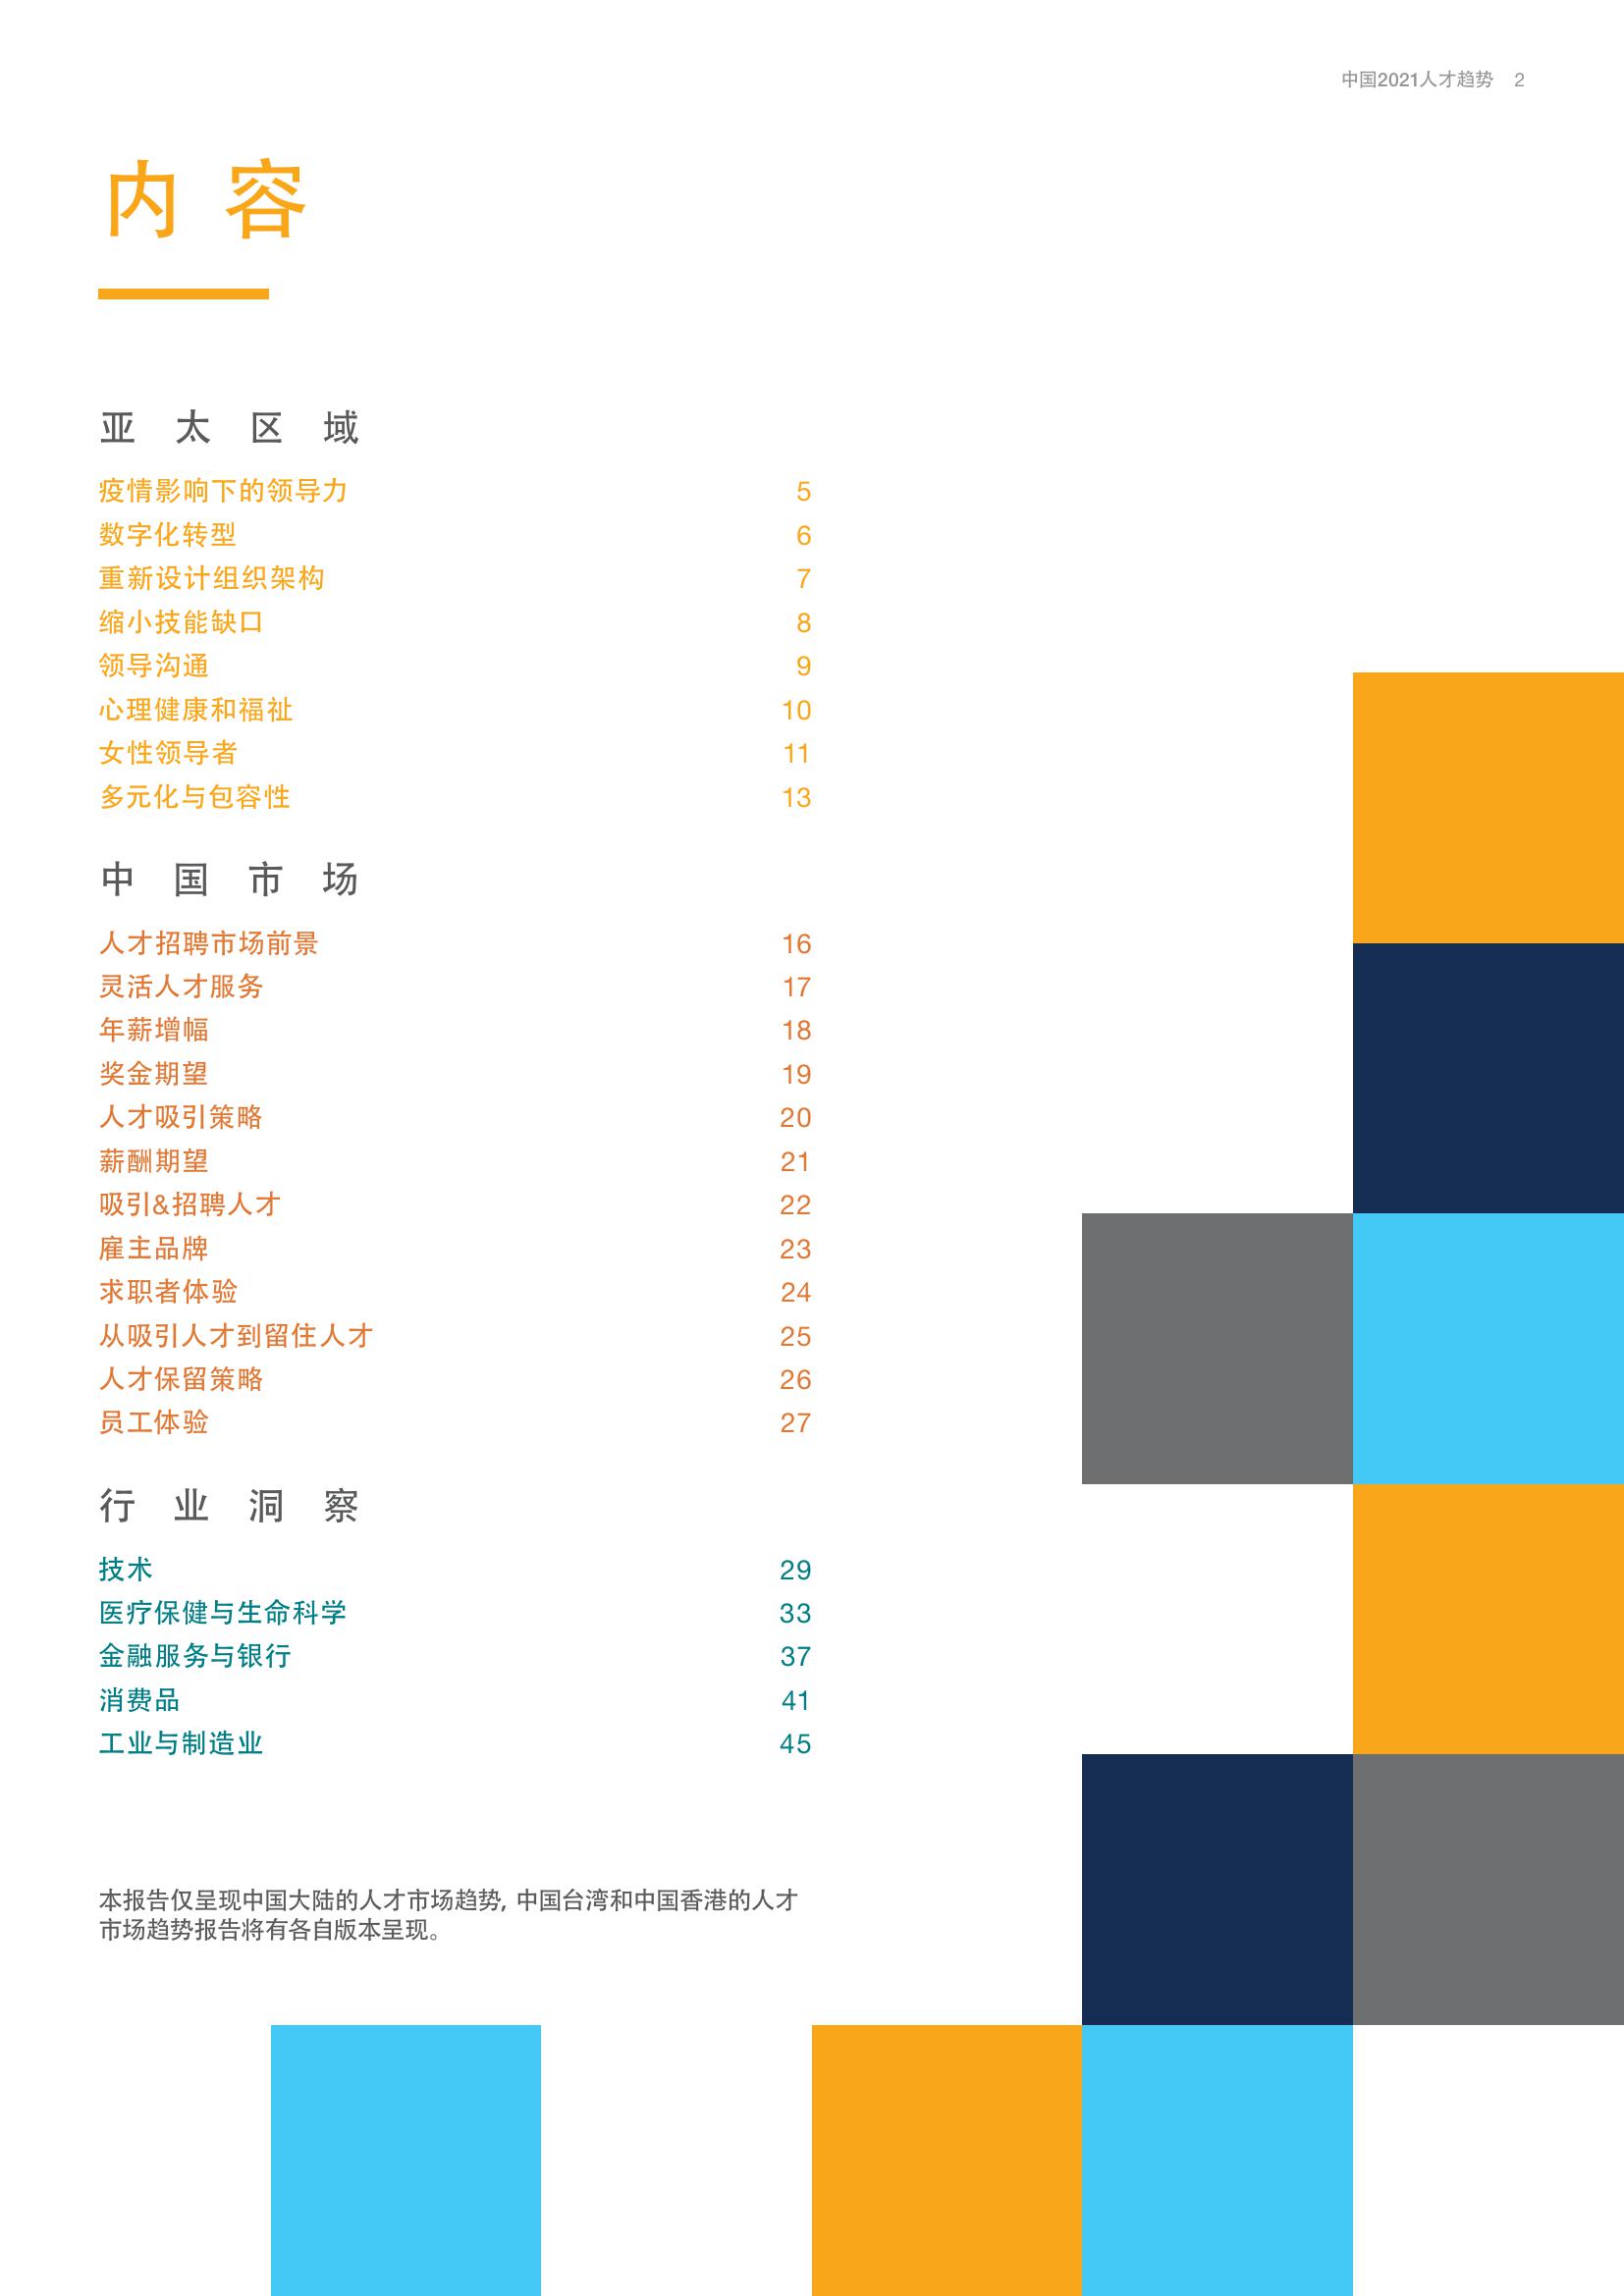 中国2021人才趋势 2
内 容
亚 太 区 域
疫情影响下的领导力 5
数字化转型 6
重新设计组织架构 7
缩小技能缺口 8
领导沟通 9
心理健康和福祉 10
女性领导者 11
多元化与包容性 13
中 国 市 场
人才招聘市场前景 16
灵活人才服务 17
年薪增幅 18
奖金期望 19
人才吸引策略 20
薪酬期望 21
吸引&招聘人才 22
雇主品牌 23
求职者体验 24
从吸引人才到留住人才 25
人才保留策略 26
员工体验 27
行 业 洞 察
技术 29
医疗保健与生命科学 33
金融服务与银行 37
消费品 41
工业与制造业 45
本报告仅呈现中国大陆的人才市场趋势, 中国台湾和中国香港的人才
市场趋势报告将有各自版本呈现。